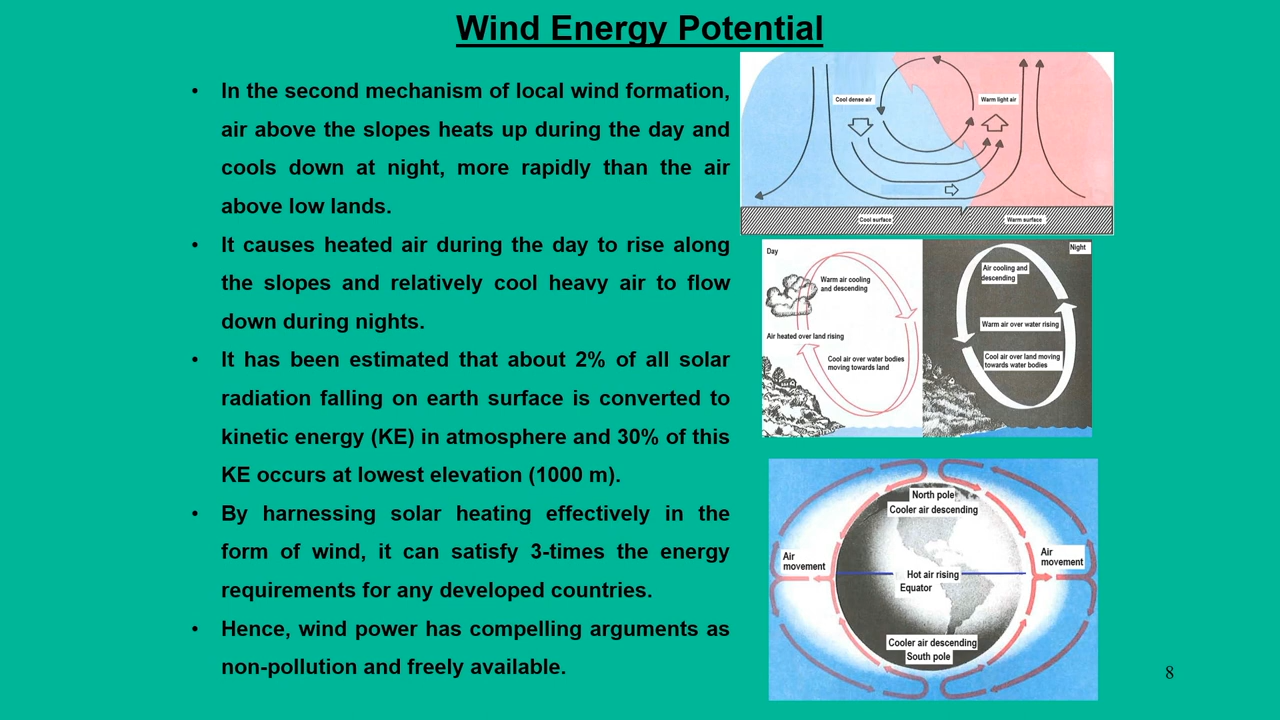 Wind Energy Potential
• In the second mechanism of local wind formation,
air above the slopes heats up during the day and
cools down at night, more rapidly than the air
above low lands.
• It causes heated air during the day to rise along
the slopes and relatively cool heavy air to flow
down during nights.
• It has been estimated that about 2% of all solar
radiation falling on earth surface is converted to
kinetic energy (KE) in atmosphere and 30% of this
KE occurs at lowest elevation (1000 m).
• By harnessing solar heating effectively in the
form of wind, it can satisfy 3-times the energy
requirements for any developed countries.
• Hence, wind power has compelling arguments as
non-pollution and freely available.
Cool dense air
Warm light air
Cool surface
Warm surface
Day
Warm air cooling
and descending
Air heated over land rising
Cool air over water bodies
moving towards land
Night
Air cooling and
descending
Warm air over water rising
Cool air over land moving
towards water bodies
North pole
Cooler air descending
Air
movement
Air
movement
Hot air rising
Equator
Cooler air descending
South pole
8